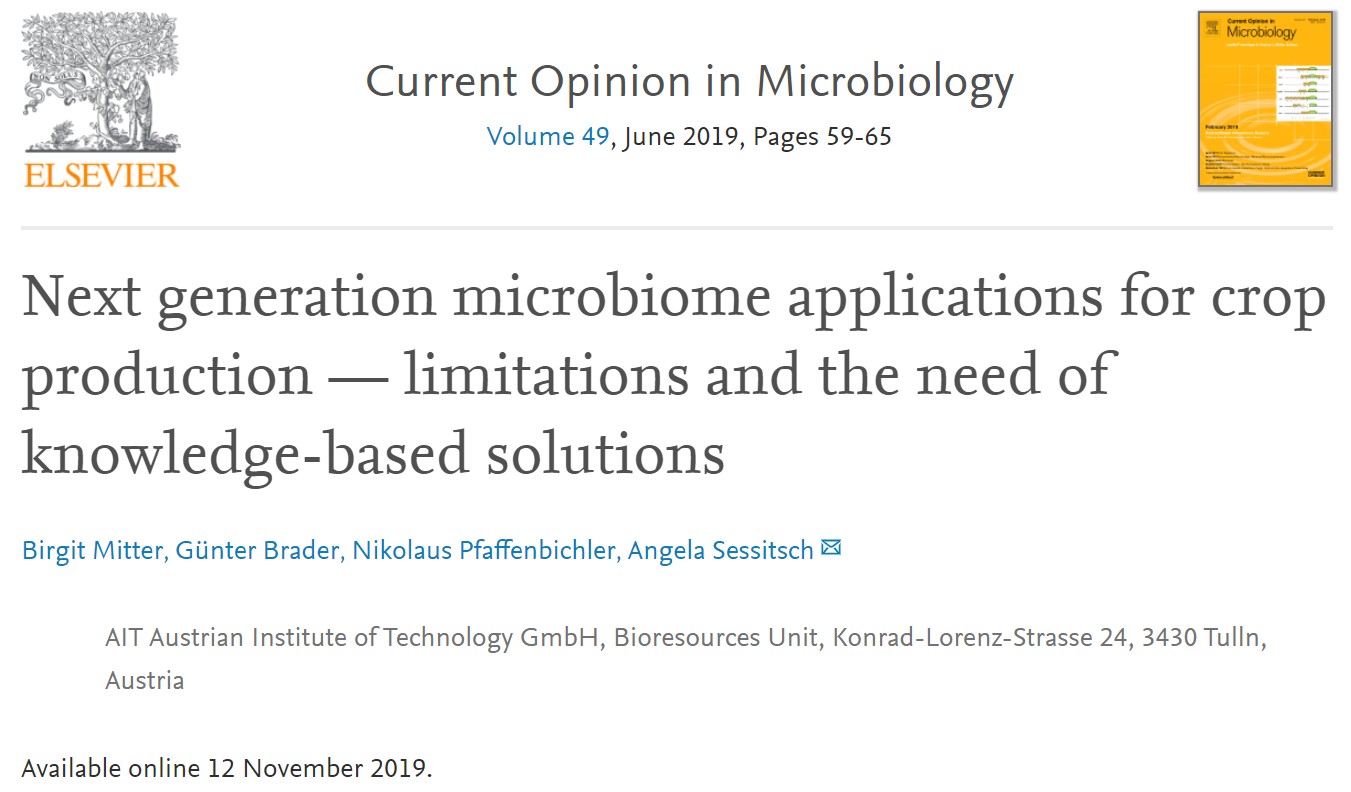 ELSEVIER
Current Opinion in Microbiology
Volume 49, June 2019, Pages 59-65
Current Opinion in
Microbiology
February 2019
Next generation microbiome applications for crop
production — limitations and the need of
knowledge-based solutions
Birgit Mitter, Günter Brader, Nikolaus Pfaffenbichler, Angela Sessitsch
AIT Austrian Institute of Technology GmbH, Bioresources Unit, Konrad-Lorenz-Strasse 24, 3430 Tulln,
Austria
Available online 12 November 2019.